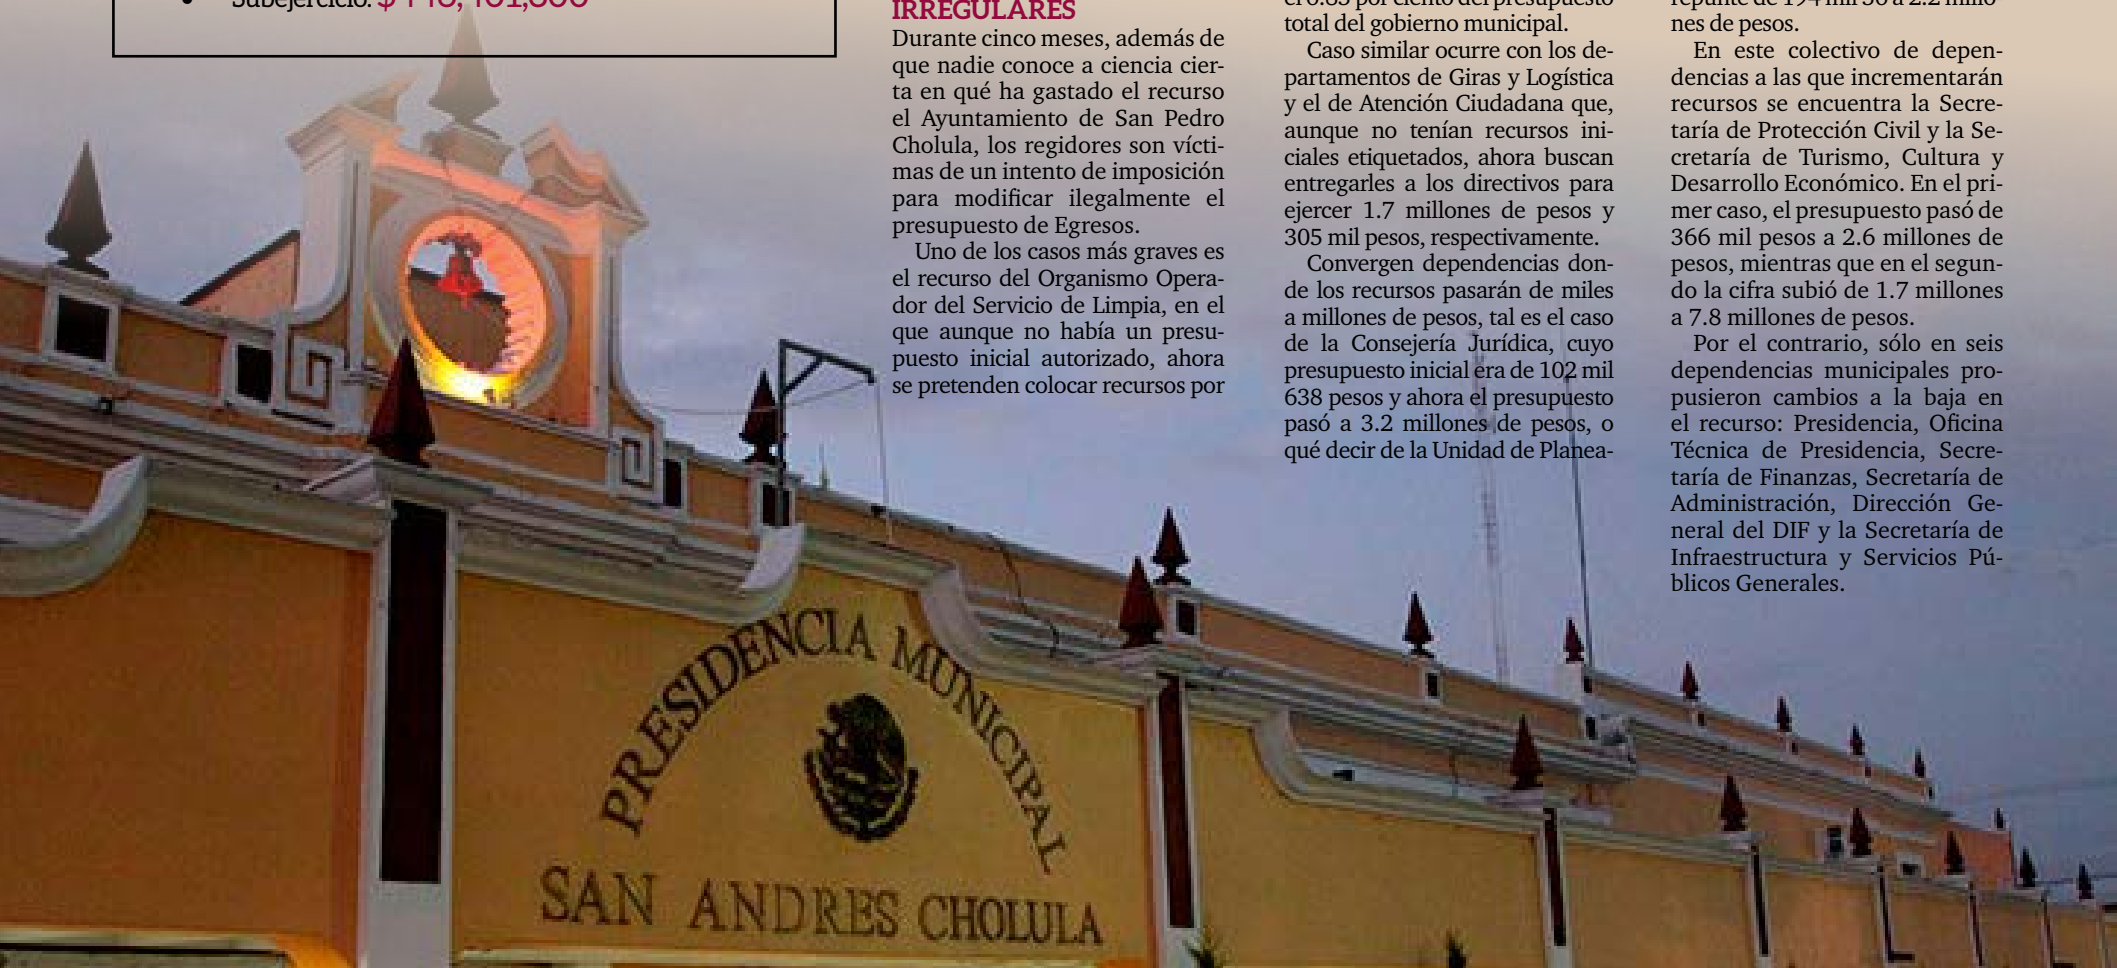 IRREGULARES
Durante cinco meses, además de
que nadie conoce a ciencia cier-
ta en qué ha gastado el recurso
el Ayuntamiento de San Pedro
Cholula, los regidores son vícti-
mas de un intento de imposición
para modificar ilegalmente el
presupuesto de Egresos.
Uno de los casos más graves es
el recurso del Organismo Opera-
dor del Servicio de Limpia, en el
que aunque no había un presu-
puesto inicial autorizado, ahora
se pretenden colocar recursos por
total del gobierno municipal.
Caso similar ocurre con los de-
partamentos de Giras y Logística
y el de Atención Ciudadana que,
aunque no tenían recursos ini-
ciales etiquetados, ahora buscan
entregarles a los directivos para
ejercer 1.7 millones de pesos y
305 mil pesos, respectivamente.
Convergen dependencias don-
de los recursos pasarán de miles
a millones de pesos, tal es el caso
de la Consejería Jurídica, cuyo
presupuesto inicial era de 102 mil
638 pesos y ahora el presupuesto
pasó a 3.2 millones de pesos, o
qué decir de la Unidad de Planea-
nes de pesos.
En este colectivo de depen-
dencias a las que incrementarán
recursos se encuentra la Secre-
taría de Protección Civil y la Se-
cretaría de Turismo, Cultura y
Desarrollo Económico. En el pri-
mer caso, el presupuesto pasó de
366 mil pesos a 2.6 millones de
pesos, mientras que en el segun-
do la cifra subió de 1.7 millones
a 7.8 millones de pesos.
Por el contrario, sólo en seis
dependencias municipales pro-
pusieron cambios a la baja en
el recurso: Presidencia, Oficina
Técnica de Presidencia, Secre-
taría de Finanzas, Secretaría de
Administración, Dirección Ge-
neral del DIF y la Secretaría de
Infraestructura y Servicios Pú-
blicos Generales.
PRESIDENCIA MUNICIPAL
SAN ANDRES CHOLULA